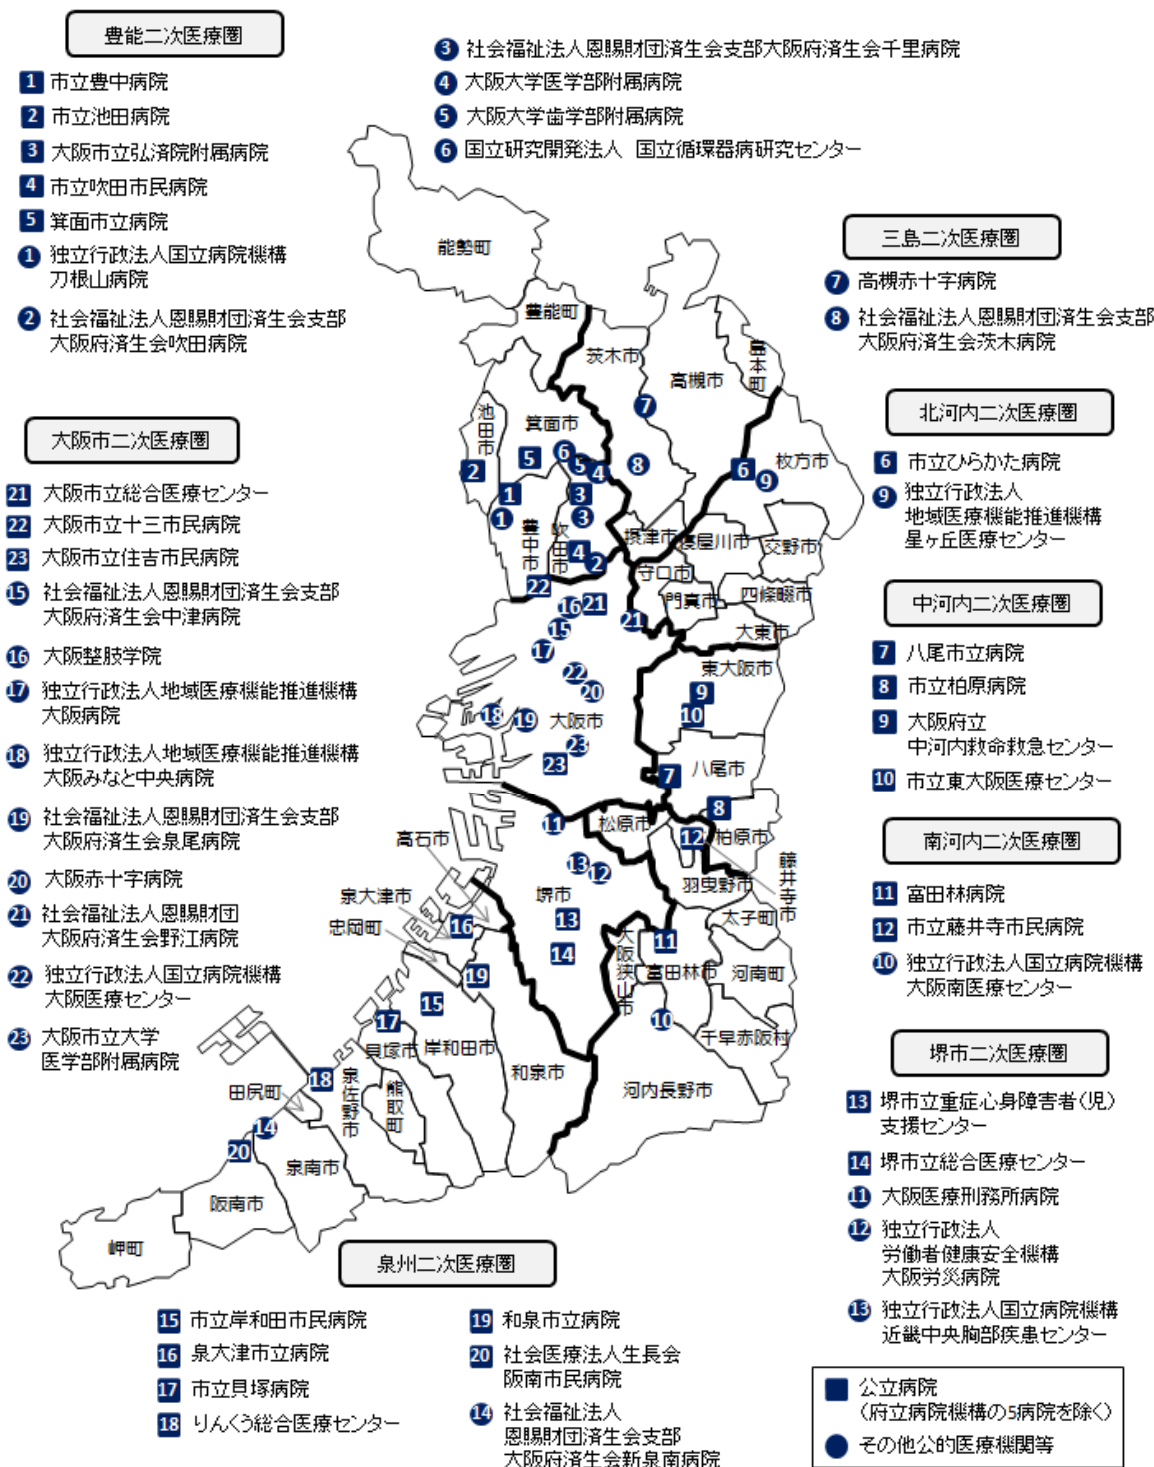 豊能二次医療圏
1 市立豊中病院
2 市立池田病院
3 大阪市立弘済院附属病院
4 市立吹田市民病院
5 箕面市立病院
1 独立行政法人国立病院機構
刀根山病院
2 社会福祉法人恩賜財団済生会支部
大阪府済生会吹田病院
3 社会福祉法人恩賜財団済生会支部大阪府済生会千里病院
4 大阪大学医学部附属病院
5 大阪大学歯学部附属病院
6 国立研究開発法人 国立循環器病研究センター
三島二次医療圏
7 高槻赤十字病院
8 社会福祉法人恩賜財団済生会支部
大阪府済生会茨木病院
北河内二次医療圏
6 市立ひらかた病院
9 独立行政法人
地域医療機能推進機構
星ヶ丘医療センター
中河内二次医療圏
7 八尾市立病院
8 市立柏原病院
9 大阪府立
中河内救命救急センター
10 市立東大阪医療センター
南河内二次医療圏
11 富田林病院
12 市立藤井寺市民病院
10 独立行政法人国立病院機構
大阪南医療センター
堺市二次医療圏
13 堺市立重症心身障害者(児)
支援センター
14 堺市立総合医療センター
11 大阪医療刑務所病院
12 独立行政法人
労働者健康安全機構
大阪労災病院
13 独立行政法人国立病院機構
近畿中央胸部疾患センター
大阪市二次医療圏
21 大阪市立総合医療センター
22 大阪市立十三市民病院
23 大阪市立住吉市民病院
15 社会福祉法人恩賜財団済生会支部
大阪府済生会中津病院
16 大阪整肢学院
17 独立行政法人地域医療機能推進機構
大阪病院
18 独立行政法人地域医療機能推進機構
大阪みなと中央病院
19 社会福祉法人恩賜財団済生会支部
大阪府済生会泉尾病院
20 大阪赤十字病院
21 社会福祉法人恩賜財団
大阪府済生会野江病院
22 独立行政法人国立病院機構
大阪医療センター
23 大阪市立大学
医学部附属病院
能勢町
豊能町
茨木市
高槻市
島本町
池田市
箕面市
枚方市
7
6
5
2
5
4
8
6
9
1
3
1
3
豊中市
吹田市
摂津市
寝屋川市
交野市
4
2
守口市
22
16
21
門真市
四條畷市
21
15
大東市
17
東大阪市
22
20
9
18
19
大阪市
10
23
23
7
八尾市
8
11
松原市
12
柏原市
高石市
13
12
羽曳野市
藤井寺市
泉大津市
堺市
太子町
忠岡町
16
13
11
14
大阪狭山市
富田林市
河南町
19
15
17
10
千早赤阪村
貝塚市
岸和田市
和泉市
河内長野市
18
泉佐野市
熊取町
田尻町
14
20
泉南市
阪南市
岬町
泉州二次医療圏
15 市立岸和田市民病院
16 泉大津市立病院
17 市立貝塚病院
18 りんくう総合医療センター
19 和泉市立病院
20 社会医療法人生長会
阪南市民病院
14 社会福祉法人
恩賜財団済生会支部
大阪府済生会新泉南病院
公立病院
(府立病院機構の5病院を除く)
その他公的医療機関等